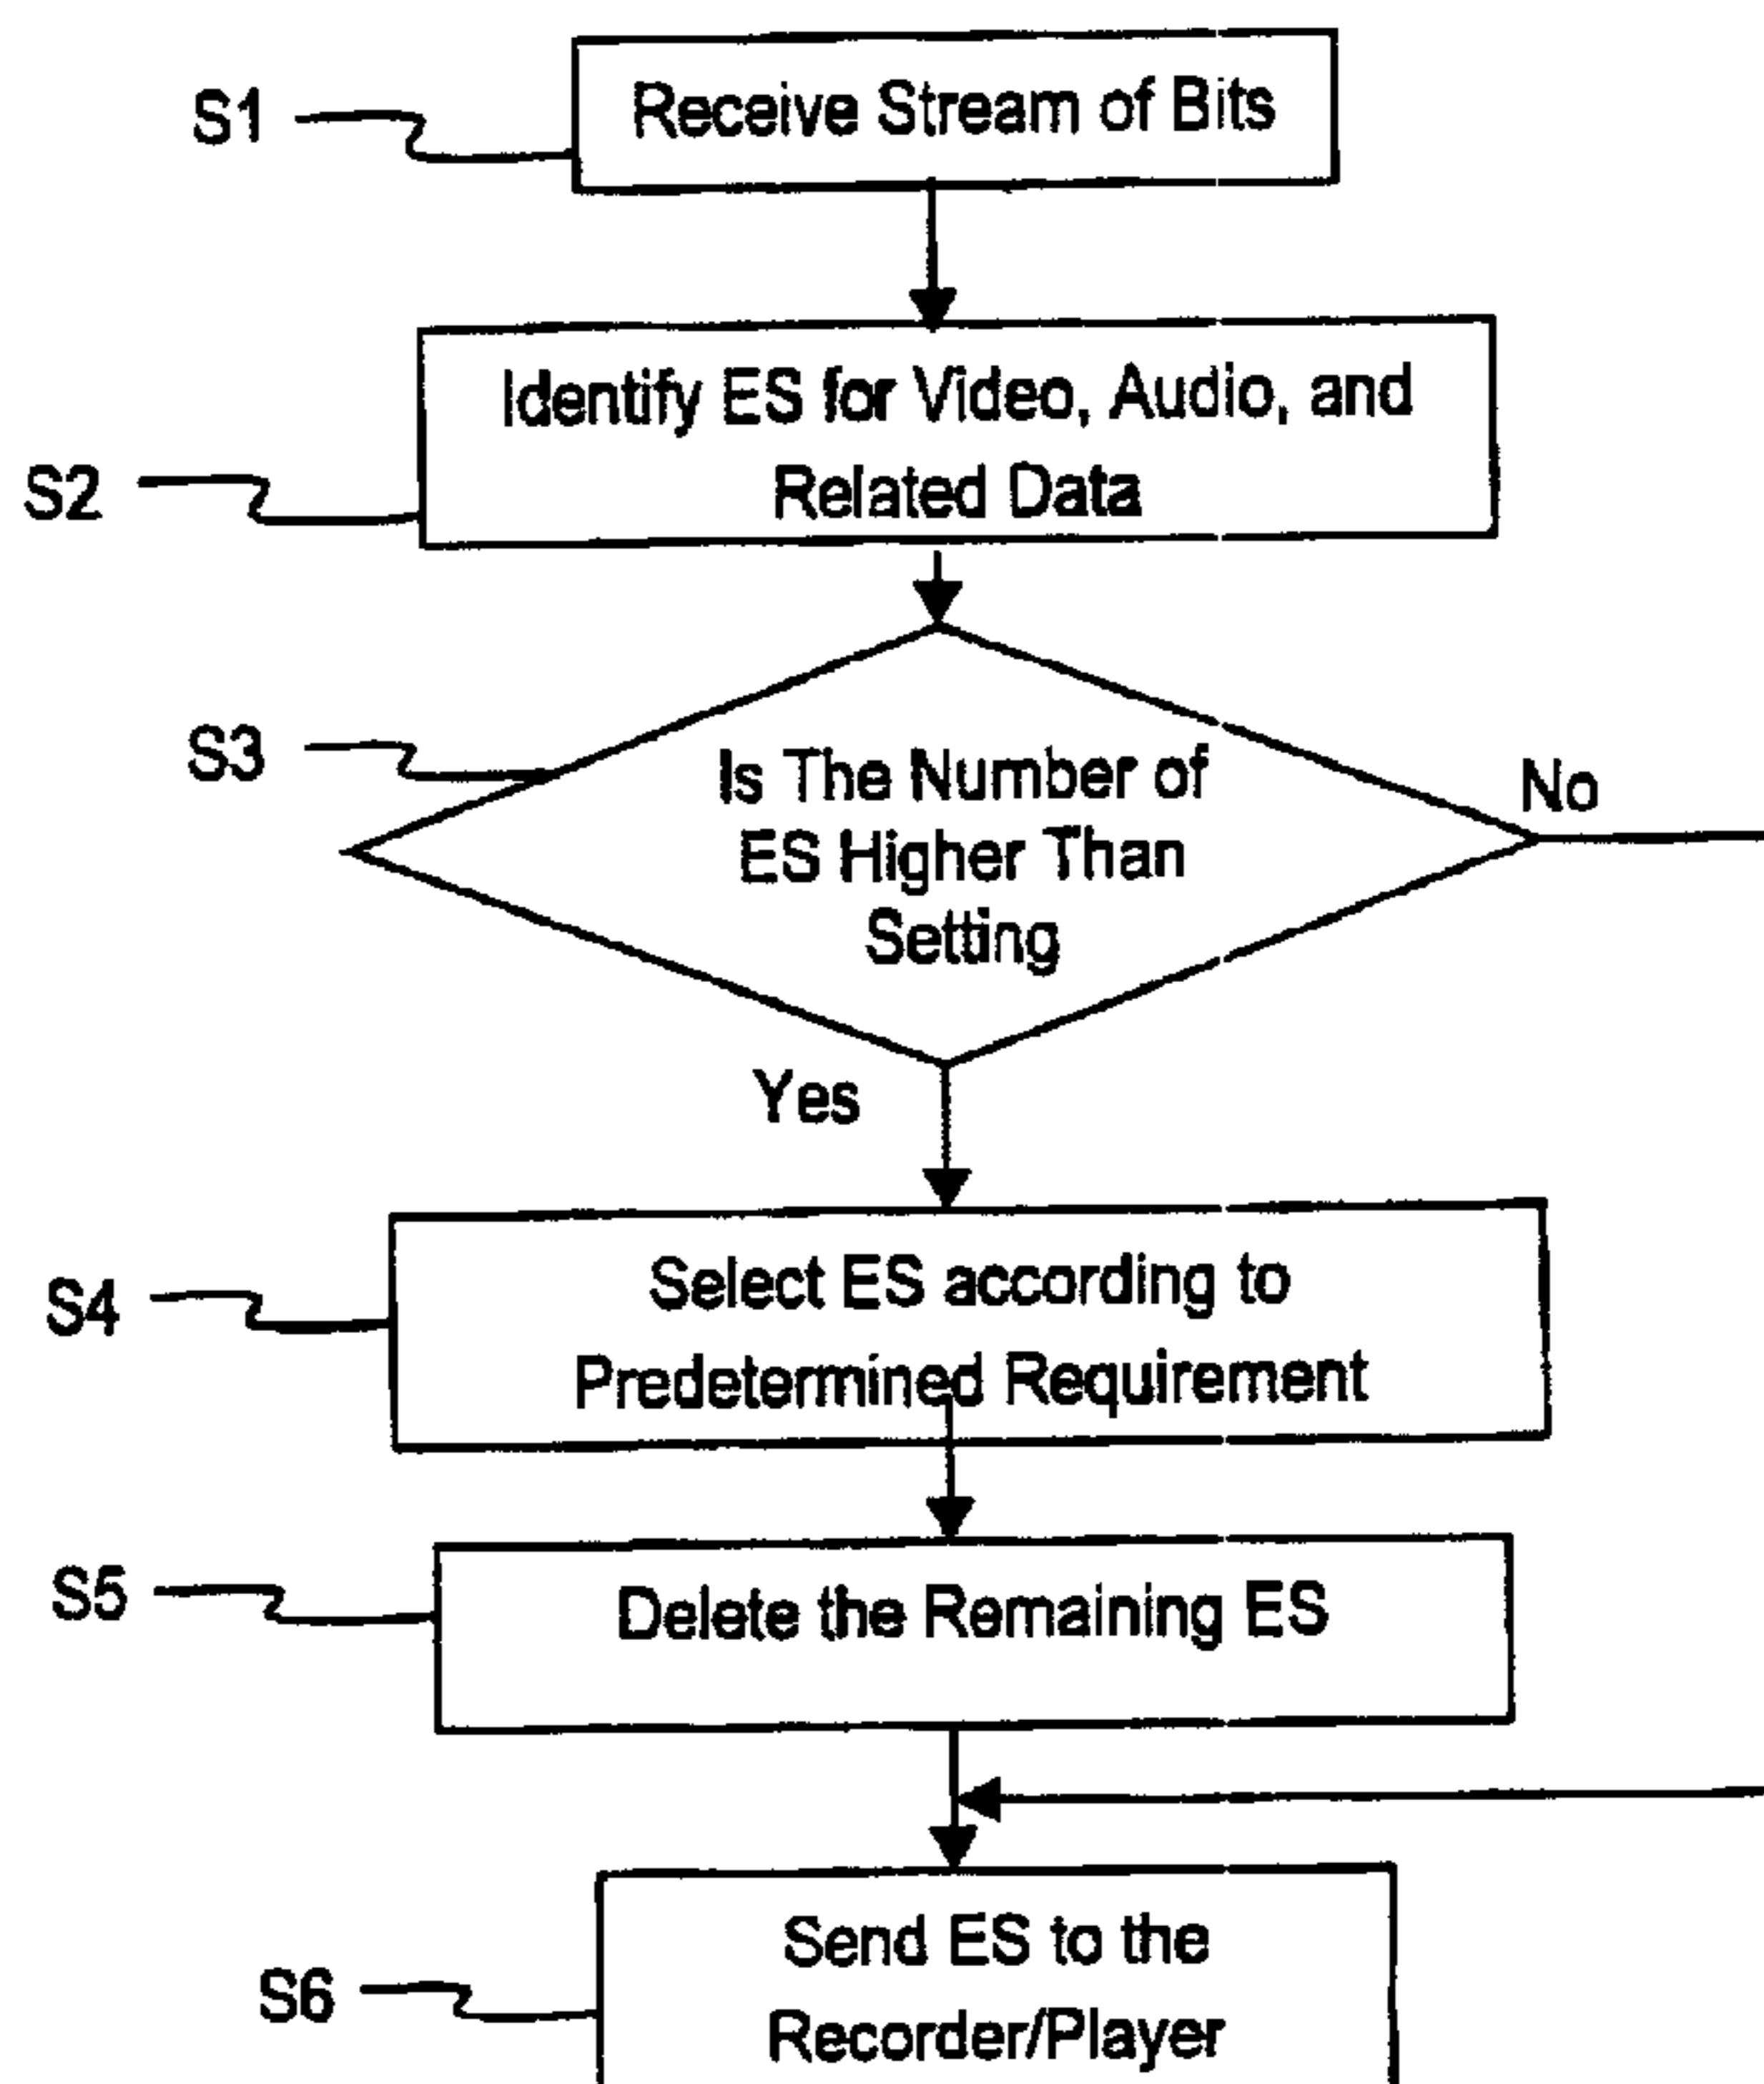 S1
Receive Stream of Bits
S2
Identify ES for Video, Audio, and
Related Data
S3
Is The Number of
ES Higher Than
Setting
No
Yes
S4
Select ES according to
Predetermined Requirement
S5
Delete the Remaining ES
S6
Send ES to the
Recorder/Player